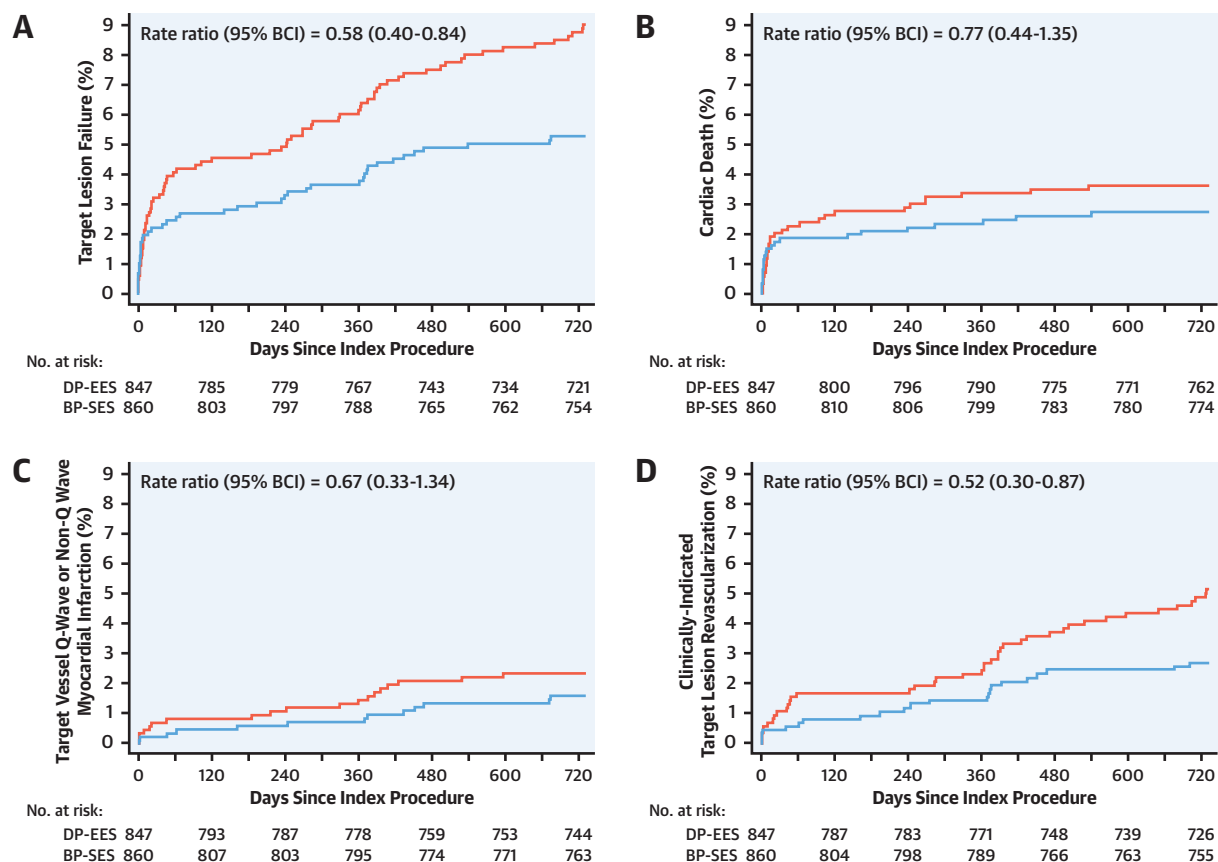 A
Rate ratio (95% BCI) = 0.58 (0.40-0.84)
Target Lesion Failure (%)
9
8
7
6
5
4
3
2
1
0
0 120 240 360 480 600 720
Days Since Index Procedure
No. at risk:
DP-EES 847 785 779 767 743 734 721
BP-SES 860 803 797 788 765 762 754
B
Rate ratio (95% BCI) = 0.77 (0.44-1.35)
Cardiac Death (%)
9
8
7
6
5
4
3
2
1
0
0 120 240 360 480 600 720
Days Since Index Procedure
No. at risk:
DP-EES 847 800 796 790 775 771 762
BP-SES 860 810 806 799 783 780 774
C
Rate ratio (95% BCI) = 0.67 (0.33-1.34)
Target Vessel Q-Wave or Non-Q Wave
Myocardial Infarction (%)
9
8
7
6
5
4
3
2
1
0
0 120 240 360 480 600 720
Days Since Index Procedure
No. at risk:
DP-EES 847 793 787 778 759 753 744
BP-SES 860 807 803 795 774 771 763
D
Rate ratio (95% BCI) = 0.52 (0.30-0.87)
Clinically-Indicated
Target Lesion Revascularization (%)
9
8
7
6
5
4
3
2
1
0
0 120 240 360 480 600 720
Days Since Index Procedure
No. at risk:
DP-EES 847 787 783 771 748 739 726
BP-SES 860 804 798 789 766 763 755